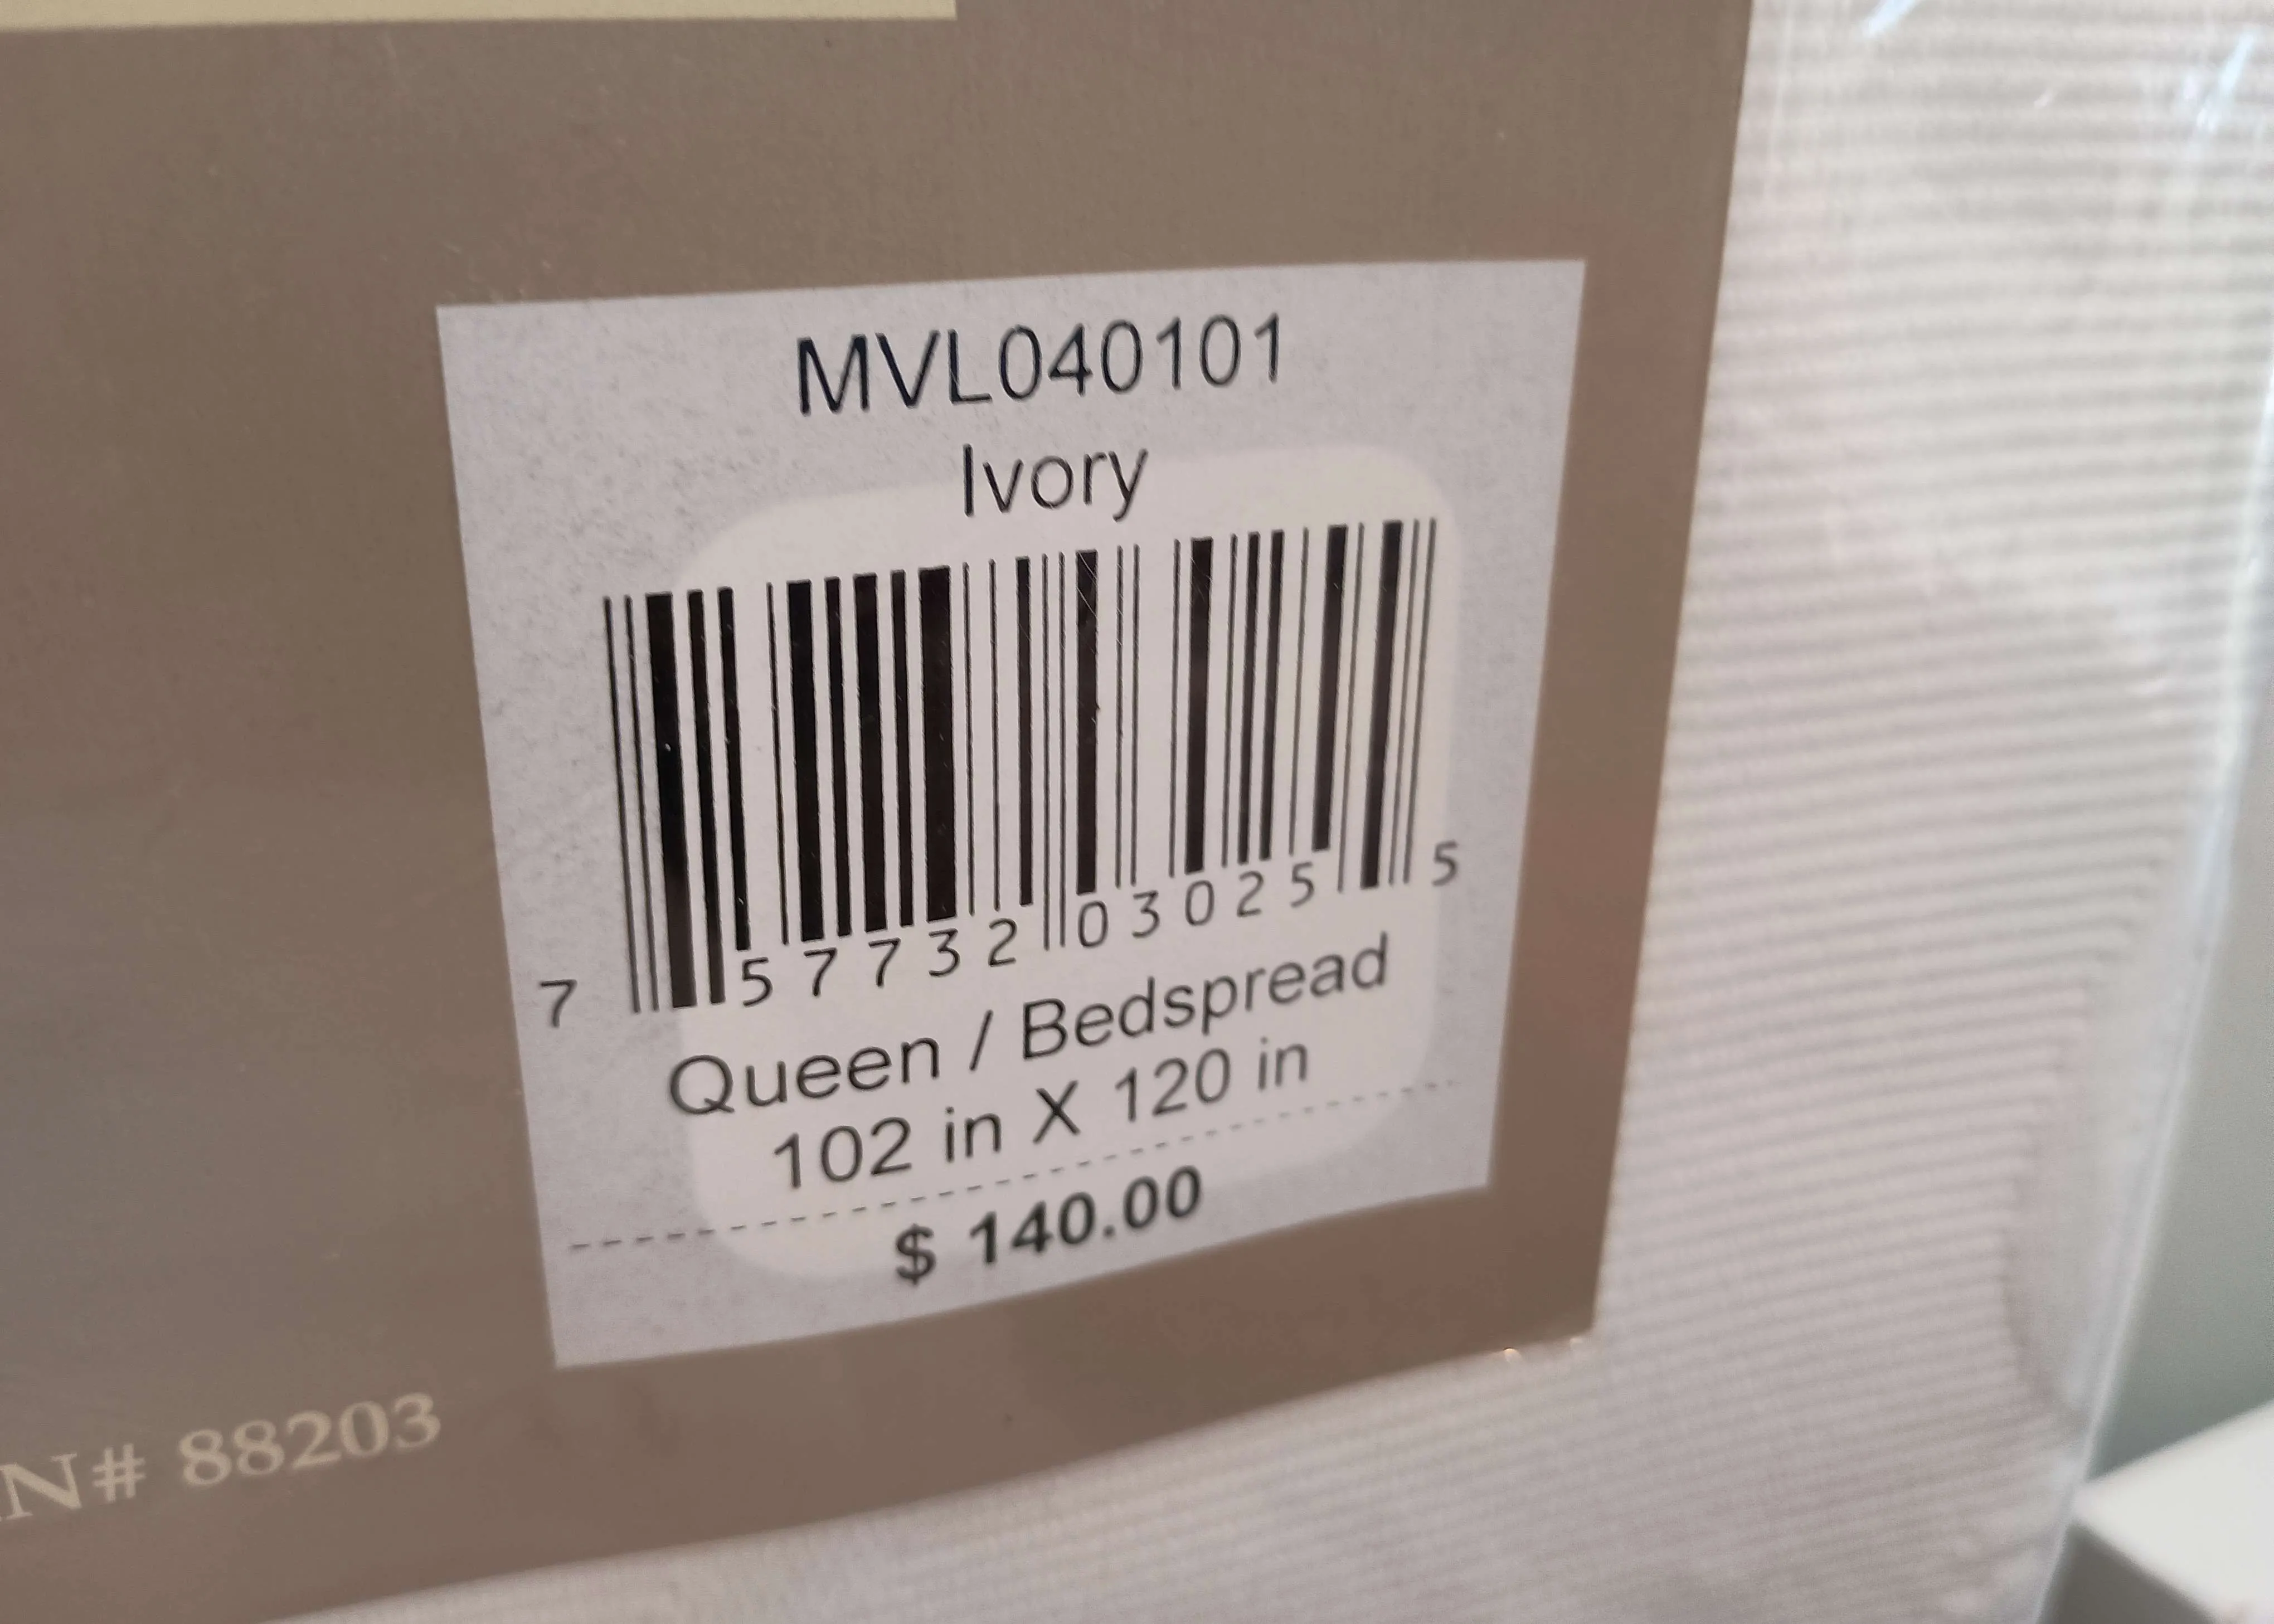 MVL040101
Ivory
7 57732 03025 5
Queen / Bedspread
102 in X 120 in
$ 140.00
N# 88203